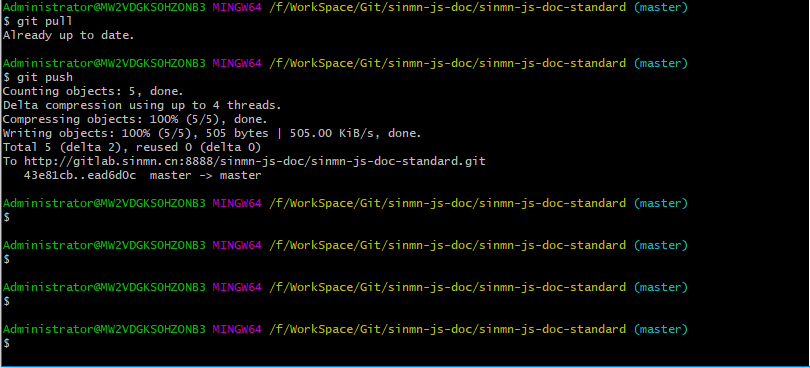 Administrator@MW2VDGKSOHZONB3 MINGW64 /f/WorkSpace/Git/sinmn-js-doc/sinmn-js-doc-standard (master)
$ git pull
Already up to date.
Administrator@MW2VDGKSOHZONB3 MINGW64 /f/WorkSpace/Git/sinmn-js-doc/sinmn-js-doc-standard (master)
$ git push
Counting objects: 5, done.
Delta compression using up to 4 threads.
Compressing objects: 100% (5/5), done.
Writing objects: 100% (5/5), 505 bytes | 505.00 KiB/s, done.
Total 5 (delta 2), reused 0 (delta 0)
To http://gitlab.sinmn.cn:8888/sinmn-js-doc/sinmn-js-doc-standard.git
   43e81cb..ead6d0c  master -> master
Administrator@MW2VDGKSOHZONB3 MINGW64 /f/WorkSpace/Git/sinmn-js-doc/sinmn-js-doc-standard (master)
$
Administrator@MW2VDGKSOHZONB3 MINGW64 /f/WorkSpace/Git/sinmn-js-doc/sinmn-js-doc-standard (master)
$
Administrator@MW2VDGKSOHZONB3 MINGW64 /f/WorkSpace/Git/sinmn-js-doc/sinmn-js-doc-standard (master)
$
Administrator@MW2VDGKSOHZONB3 MINGW64 /f/WorkSpace/Git/sinmn-js-doc/sinmn-js-doc-standard (master)
$